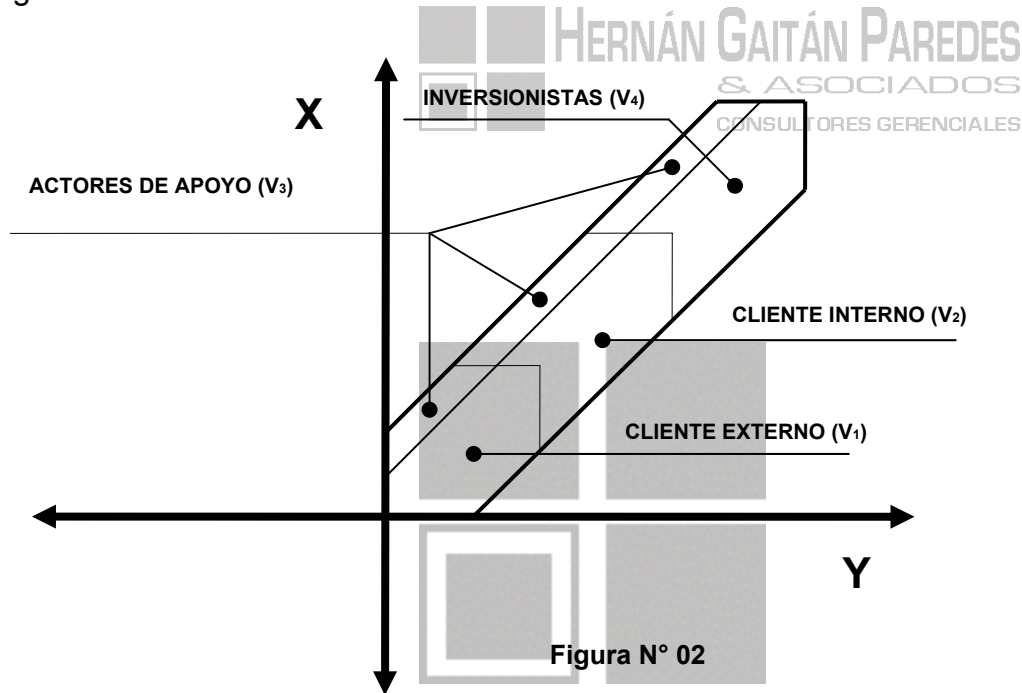 HERNÁN GAITÁN PAREDES
& ASOCIADOS
CONSULTORES GERENCIALES
X
INVERSIONISTAS (V4)
ACTORES DE APOYO (V3)
CLIENTE INTERNO (V2)
CLIENTE EXTERNO (V1)
Y
Figura N° 02